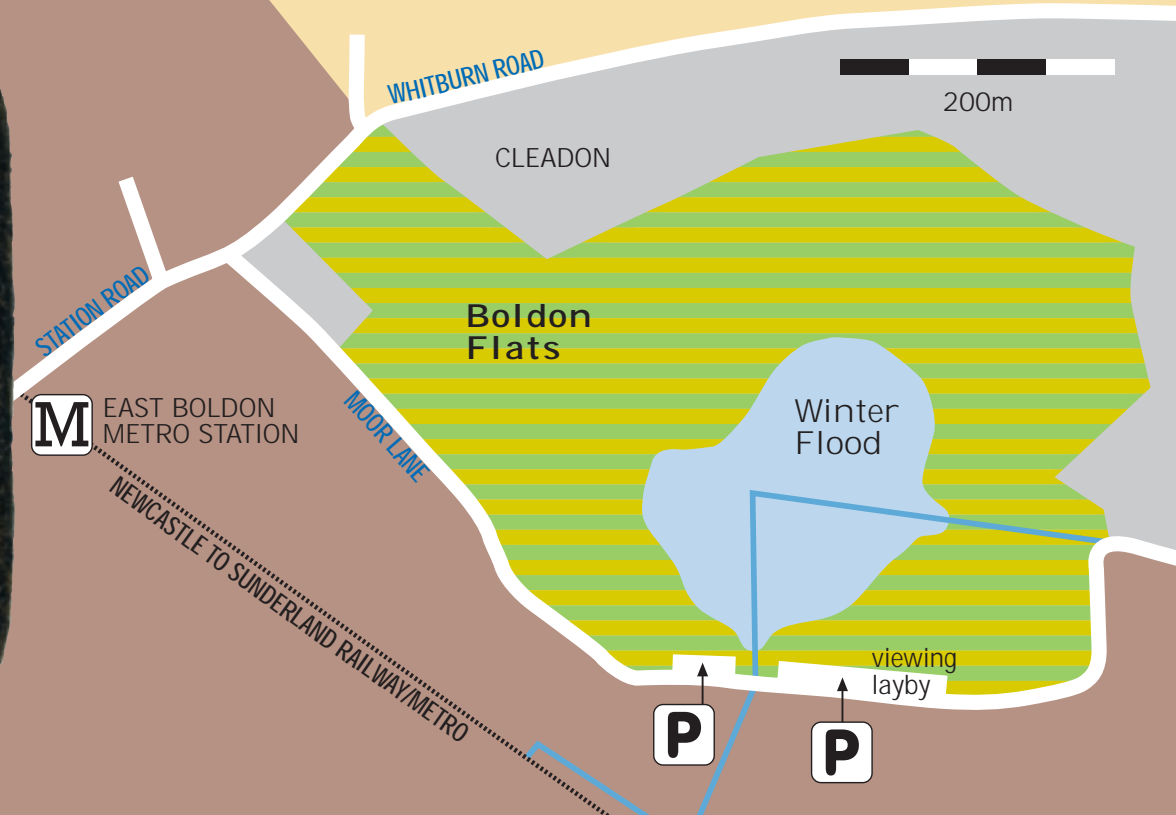 WHITBURN ROAD
200m
CLEADON
STATION ROAD
Boldon
Flats
M
EAST BOLDON
METRO STATION
MOOR LANE
Winter
Flood
NEWCASTLE TO SUNDERLAND RAILWAY/METRO
viewing
layby
P
P